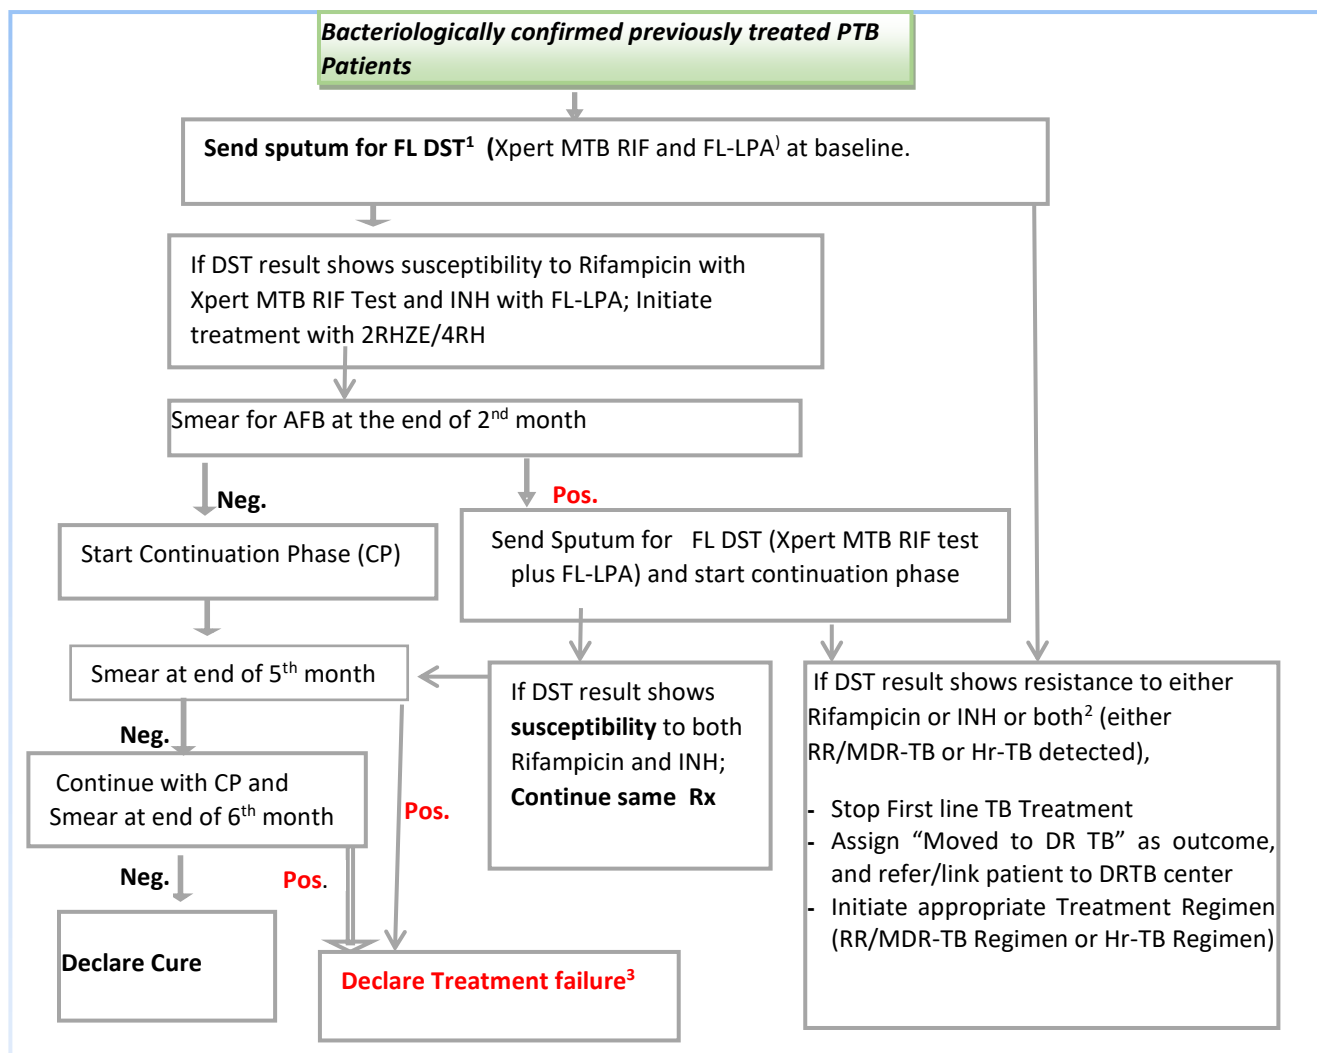 Bacteriologically confirmed previously treated PTB
Patients
Send sputum for FL DST¹ (Xpert MTB RIF and FL-LPA⁾ at baseline.
If DST result shows susceptibility to Rifampicin with
Xpert MTB RIF Test and INH with FL-LPA; Initiate
treatment with 2RHZE/4RH
Smear for AFB at the end of 2ⁿᵈ month
Neg.
Pos.
Start Continuation Phase (CP)
Send Sputum for FL DST (Xpert MTB RIF test
plus FL-LPA) and start continuation phase
Smear at end of 5ᵗʰ month
If DST result shows
susceptibility to both
Rifampicin and INH;
Continue same Rx
If DST result shows resistance to either
Rifampicin or INH or both² (either
RR/MDR-TB or Hr-TB detected),
- Stop First line TB Treatment
- Assign “Moved to DR TB” as outcome,
and refer/link patient to DRTB center
- Initiate appropriate Treatment Regimen
(RR/MDR-TB Regimen or Hr-TB Regimen)
Neg.
Pos.
Continue with CP and
Smear at end of 6ᵗʰ month
Neg.
Pos.
Declare Cure
Declare Treatment failure³